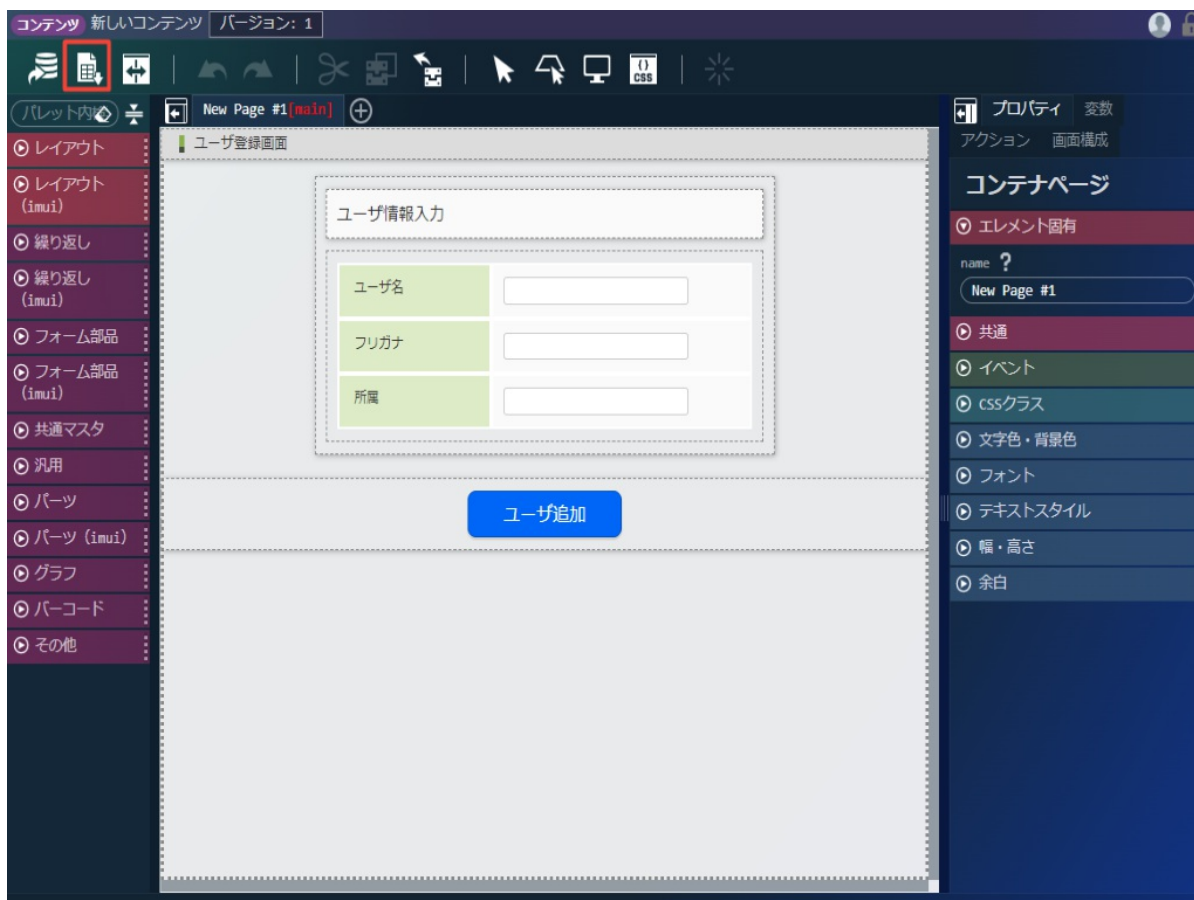 コンテンツ 新しいコンテンツ バージョン: 1
{} CSS
パレット内検
New Page #1[main]
プロパティ 変数
アクション 画面構成
レイアウト
レイアウト
(imui)
繰り返し
繰り返し
(imui)
フォーム部品
フォーム部品
(imui)
共通マスタ
汎用
パーツ
パーツ (imui)
グラフ
バーコード
その他
ユーザ登録画面
ユーザ情報入力
ユーザ名
フリガナ
所属
ユーザ追加
コンテナページ
エレメント固有
name ?
New Page #1
共通
イベント
CSSクラス
文字色・背景色
フォント
テキストスタイル
幅・高さ
余白